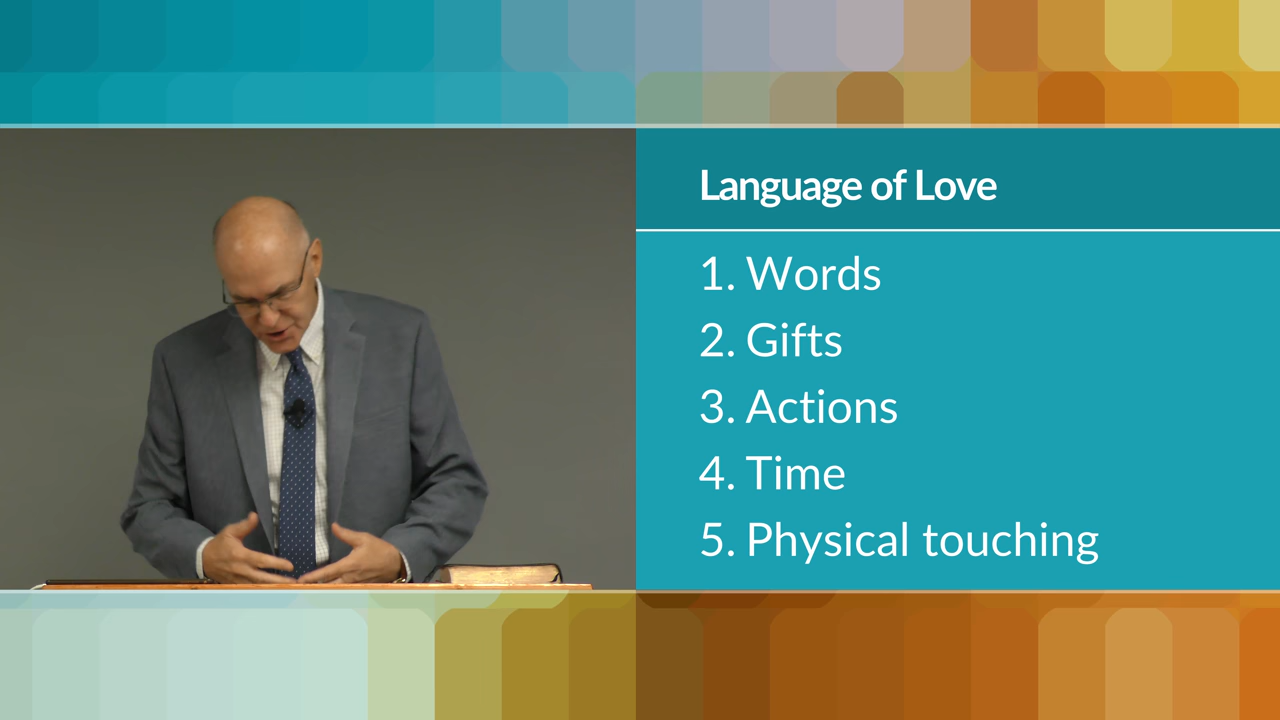 Language of Love
1. Words
2. Gifts
3. Actions
4. Time
5. Physical touching